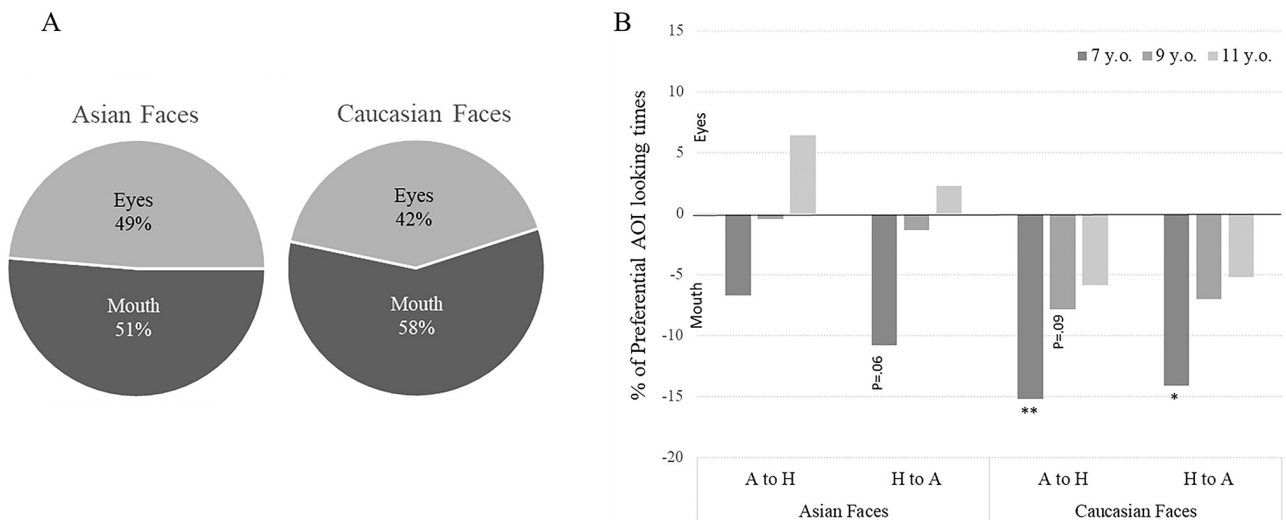 A
Asian Faces
Eyes
49%
Mouth
51%
Caucasian Faces
Eyes
42%
Mouth
58%
B
% of Preferential AOI looking times
Mouth
Eyes
15
10
5
0
-5
-10
-15
-20
7 y.o. 9 y.o. 11 y.o.
P=.06
**
P=.09
*
A to H H to A A to H H to A
Asian Faces Caucasian Faces